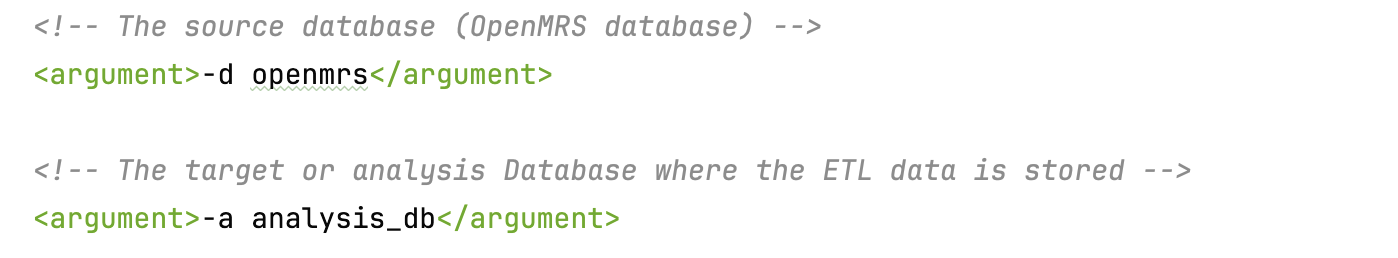 <!-- The source database (OpenMRS database) -->
<argument>-d openmrs</argument>
<!-- The target or analysis Database where the ETL data is stored -->
<argument>-a analysis_db</argument>